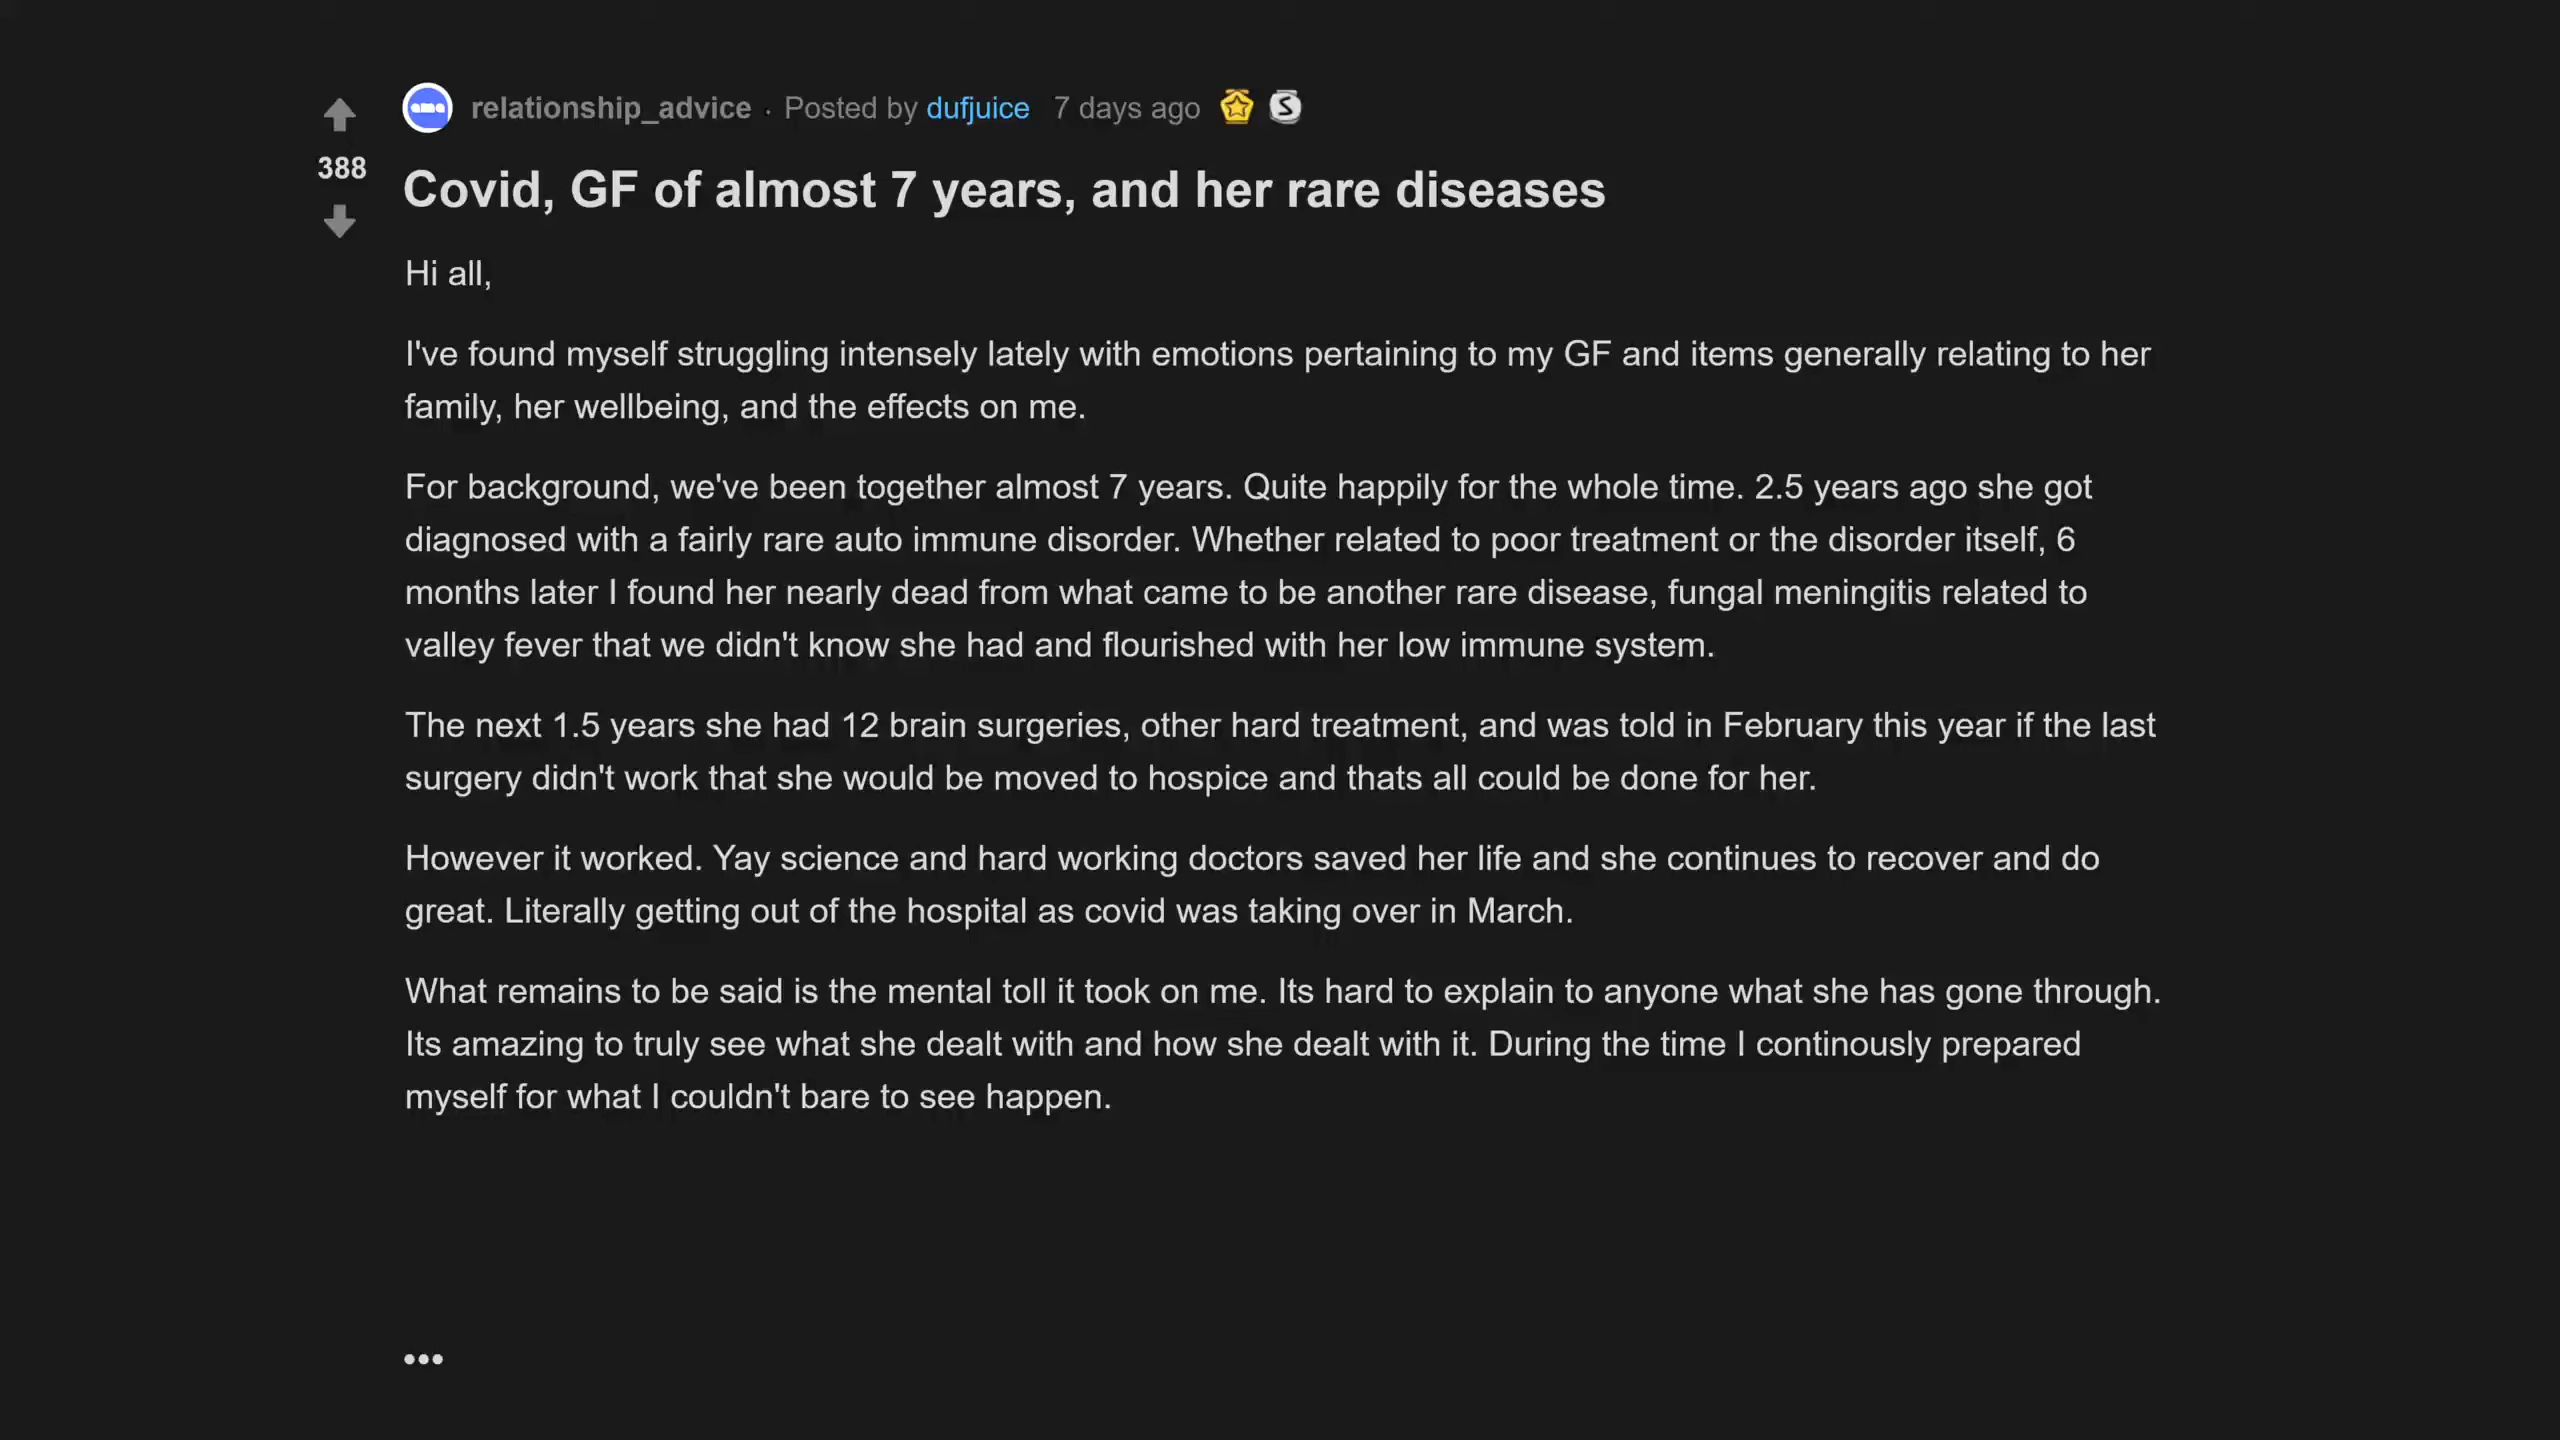 relationship_advice · Posted by dufjuice 7 days ago
388
Covid, GF of almost 7 years, and her rare diseases
Hi all,
I've found myself struggling intensely lately with emotions pertaining to my GF and items generally relating to her
family, her wellbeing, and the effects on me.
For background, we've been together almost 7 years. Quite happily for the whole time. 2.5 years ago she got
diagnosed with a fairly rare auto immune disorder. Whether related to poor treatment or the disorder itself, 6
months later I found her nearly dead from what came to be another rare disease, fungal meningitis related to
valley fever that we didn't know she had and flourished with her low immune system.
The next 1.5 years she had 12 brain surgeries, other hard treatment, and was told in February this year if the last
surgery didn't work that she would be moved to hospice and thats all could be done for her.
However it worked. Yay science and hard working doctors saved her life and she continues to recover and do
great. Literally getting out of the hospital as covid was taking over in March.
What remains to be said is the mental toll it took on me. Its hard to explain to anyone what she has gone through.
Its amazing to truly see what she dealt with and how she dealt with it. During the time I continously prepared
myself for what I couldn't bare to see happen.
•••